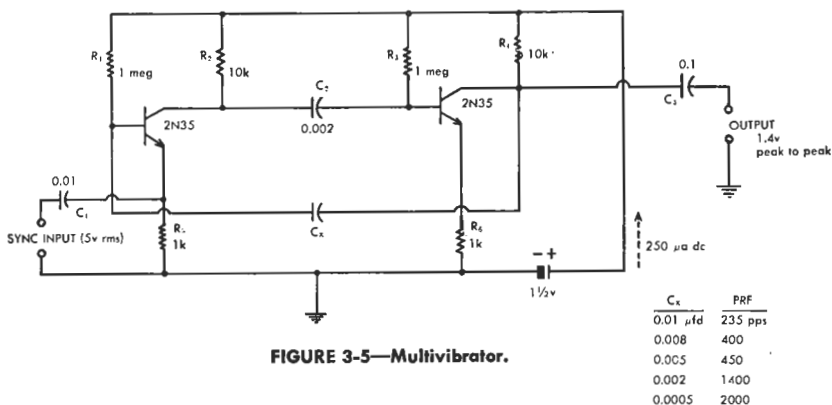 R₁
1 meg
R₂
10k
R₃
1 meg
R₄
10k
C₂
0.002
2N35
2N35
0.1
C₃
OUTPUT
1.4v
peak to peak
0.01
C₁
SYNC INPUT (5v rms)
Cx
R₅
1k
R₆
1k
- +
1½v
250 μa dc
Cx PRF
0.01 μfd 235 pps
0.008 400
0.005 450
0.002 1400
0.0005 2000
FIGURE 3-5—Multivibrator.